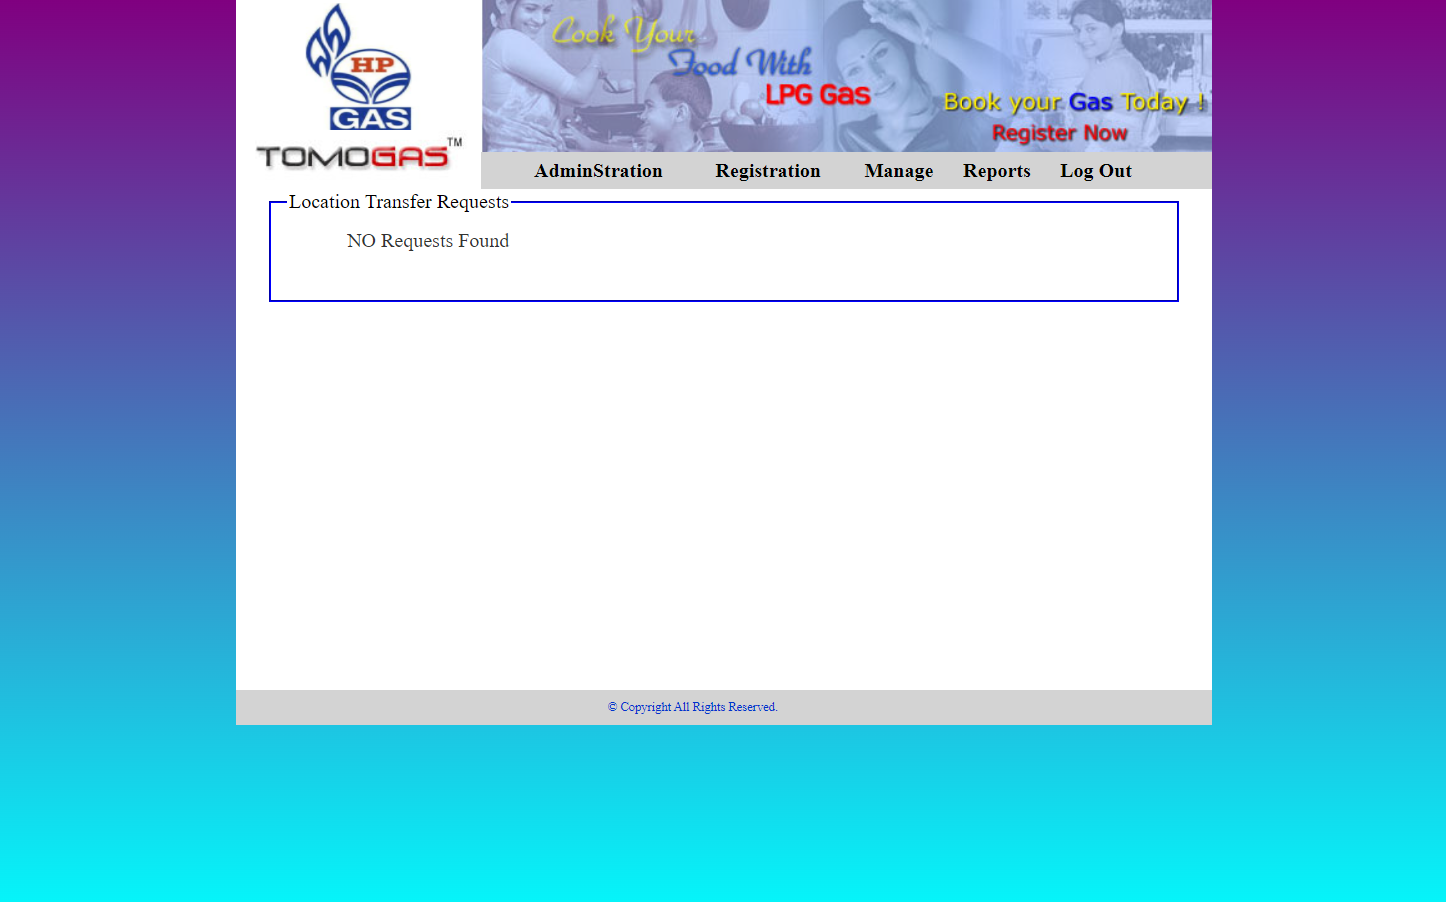 HP
GAS
TOMOGAS™
Cook Your
Food With
LPG Gas
Book your Gas Today !
Register Now
AdminStration Registration Manage Reports Log Out
Location Transfer Requests
NO Requests Found
© Copyright All Rights Reserved.